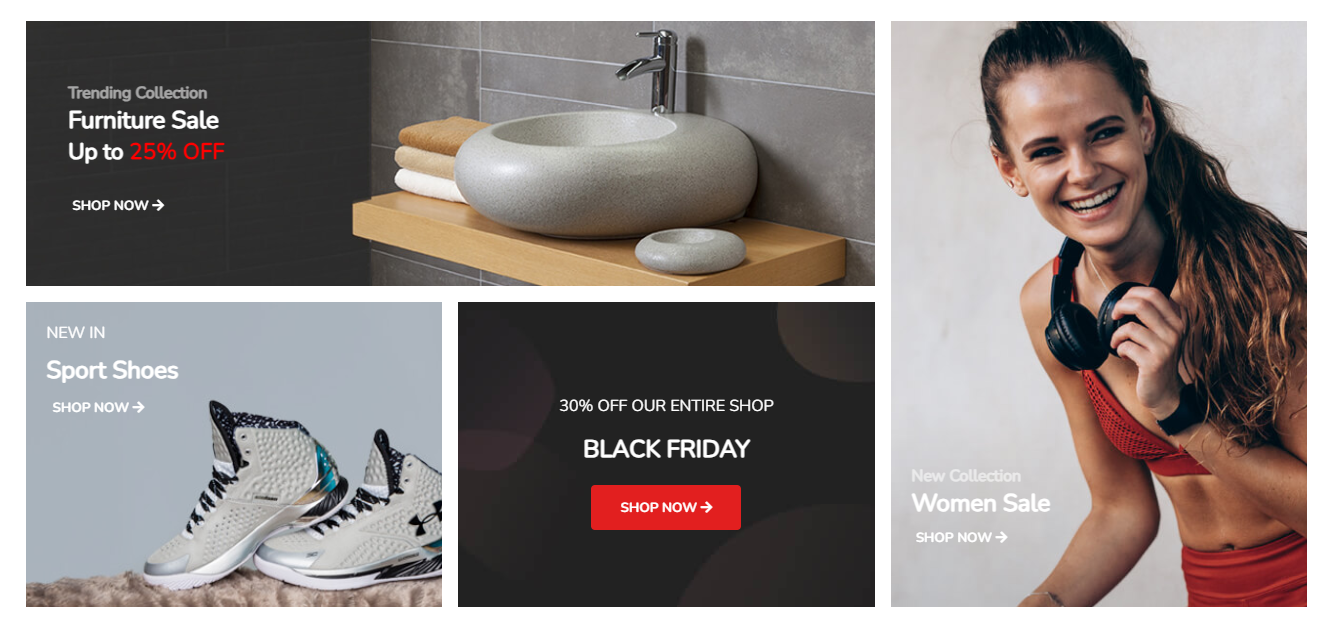 Trending Collection
Furniture Sale
Up to 25% OFF
SHOP NOW →
NEW IN
Sport Shoes
SHOP NOW →
30% OFF OUR ENTIRE SHOP
BLACK FRIDAY
SHOP NOW →
New Collection
Women Sale
SHOP NOW →